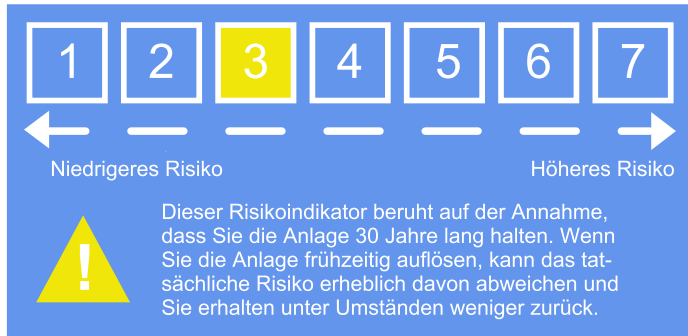 1 2 3 4 5 6 7
Niedrigeres Risiko Höheres Risiko
Dieser Risikoindikator beruht auf der Annahme,
dass Sie die Anlage 30 Jahre lang halten. Wenn
Sie die Anlage frühzeitig auflösen, kann das tat-
sächliche Risiko erheblich davon abweichen und
Sie erhalten unter Umständen weniger zurück.
!